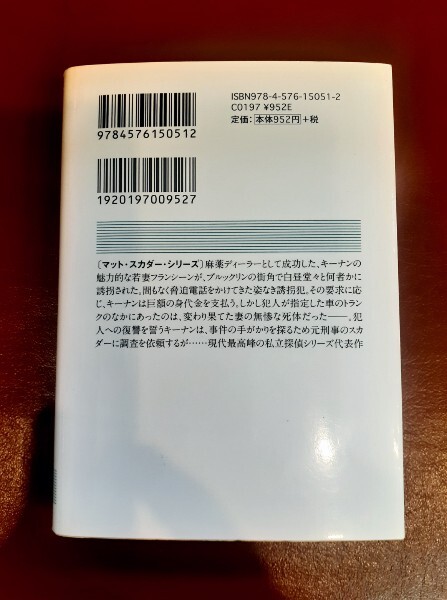 ISBN978-4-576-15051-2
C0197 ¥952E
定価：本体952円+税
9784576150512
1920197009527
〔マット・スカダー・シリーズ〕麻薬ディーラーとして成功した、キーナンの
魅力的な若妻フランシーンが、ブルックリンの街角で白昼堂々と何者かに
誘拐された。間もなく脅迫電話をかけてきた姿なき誘拐犯。その要求に応
じ、キーナンは巨額の身代金を支払う。しかし犯人が指定した車のトラン
クのなかにあったのは、変わり果てた妻の無惨な死体だった――。犯
人への復讐を誓うキーナンは、事件の手がかりを探るため元刑事のスカ
ダーに調査を依頼するが……現代最高峰の私立探偵シリーズ代表作